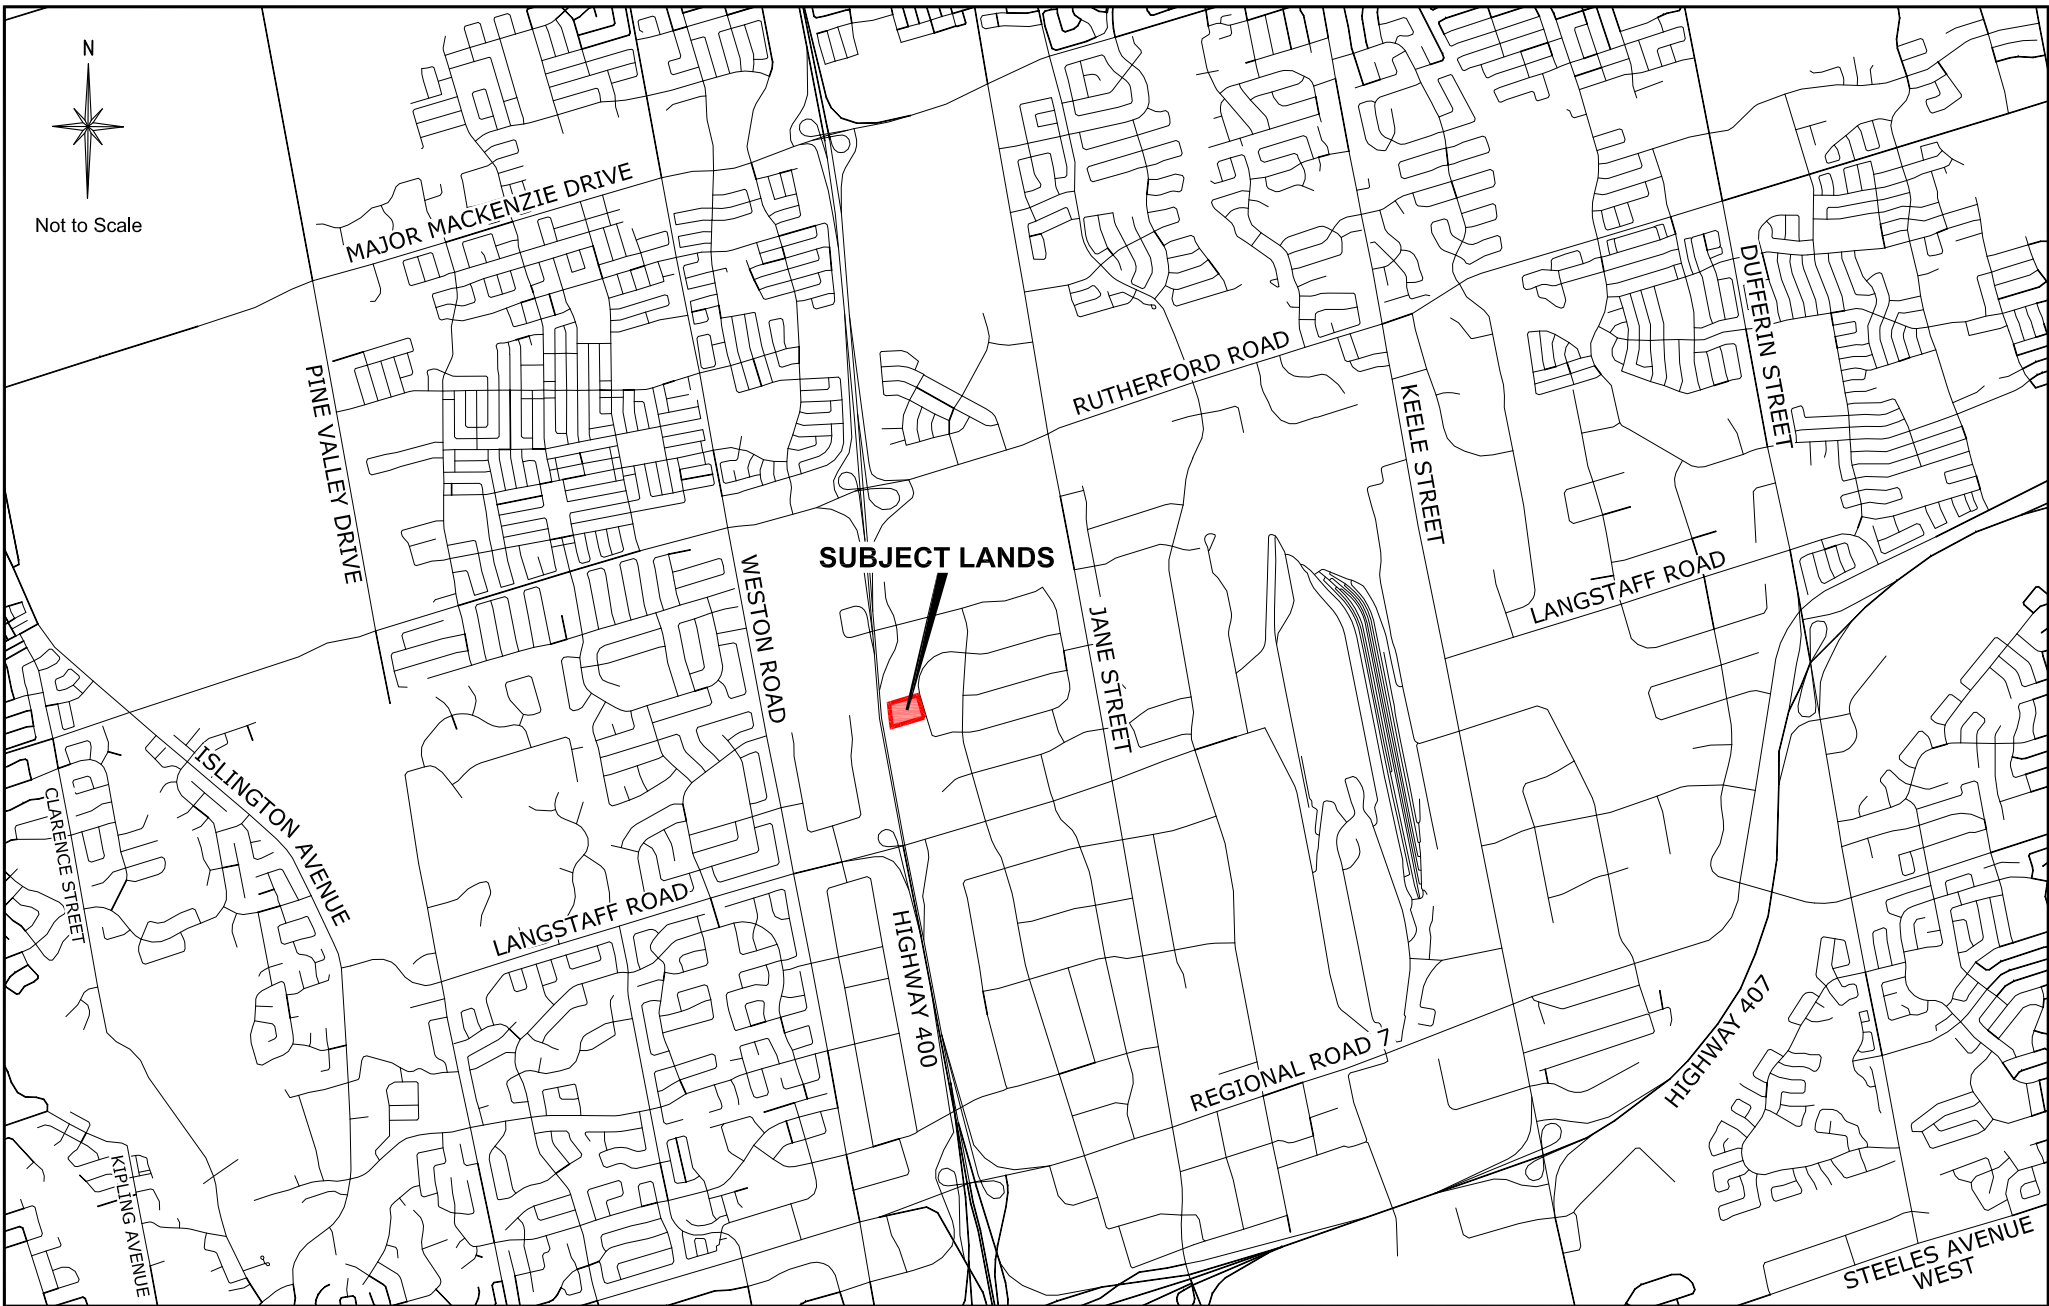 N
Not to Scale
MAJOR MACKENZIE DRIVE
PINE VALLEY DRIVE
RUTHERFORD ROAD
DUFFERIN STREET
KEELE STREET
SUBJECT LANDS
WESTON ROAD
JANE STREET
LANGSTAFF ROAD
ISLINGTON AVENUE
CLARENCE STREET
LANGSTAFF ROAD
HIGHWAY 400
REGIONAL ROAD 7
HIGHWAY 407
KIPLING AVENUE
STEELES AVENUE
WEST